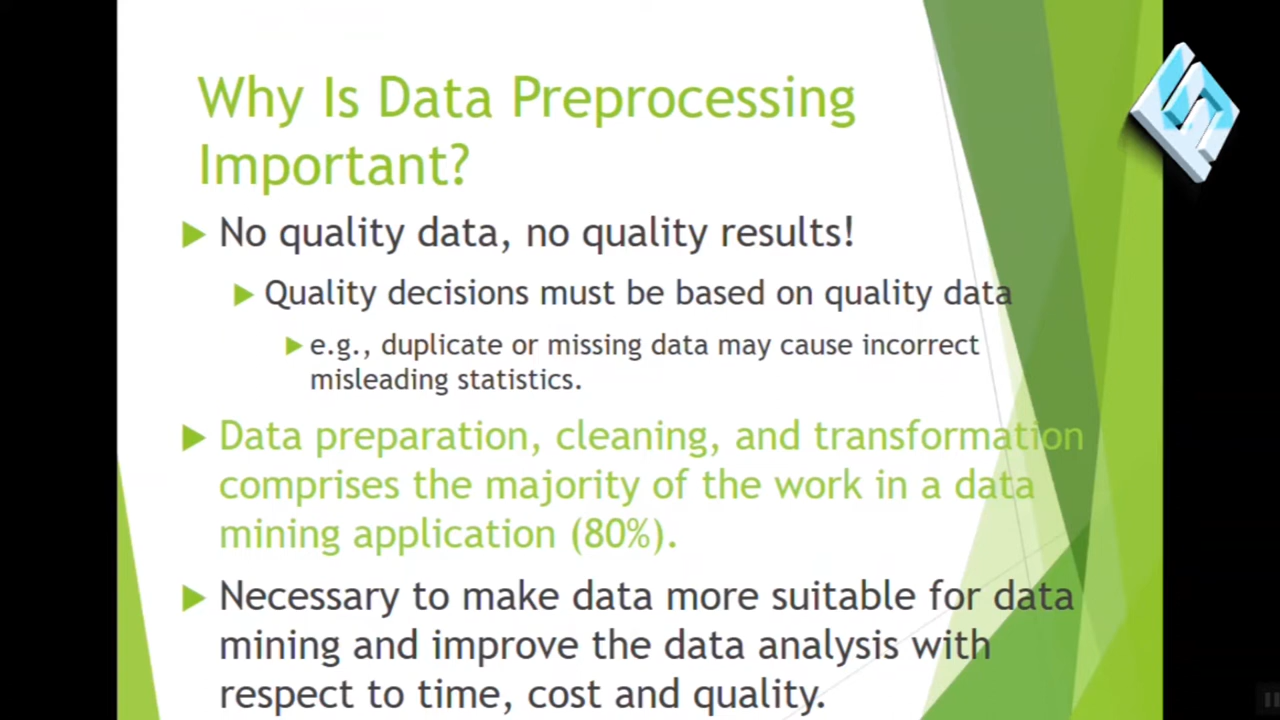 Why Is Data Preprocessing
Important?
No quality data, no quality results!
Quality decisions must be based on quality data
e.g., duplicate or missing data may cause incorrect
misleading statistics.
Data preparation, cleaning, and transformation
comprises the majority of the work in a data
mining application (80%).
Necessary to make data more suitable for data
mining and improve the data analysis with
respect to time, cost and quality.